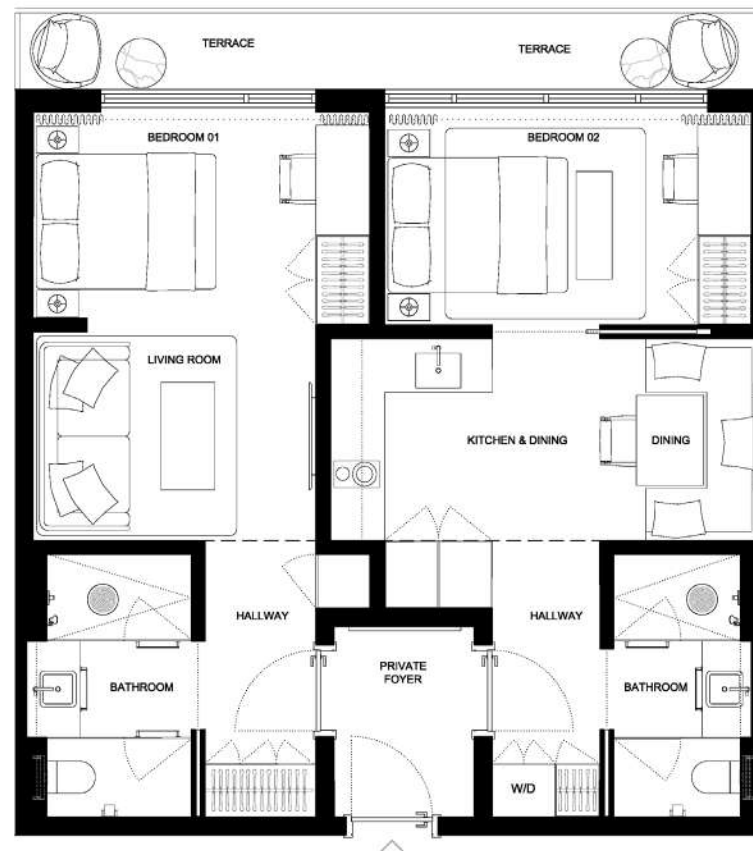 TERRACE
TERRACE
BEDROOM 01
BEDROOM 02
LIVING ROOM
KITCHEN & DINING
DINING
HALLWAY
HALLWAY
PRIVATE
FOYER
BATHROOM
BATHROOM
W/D